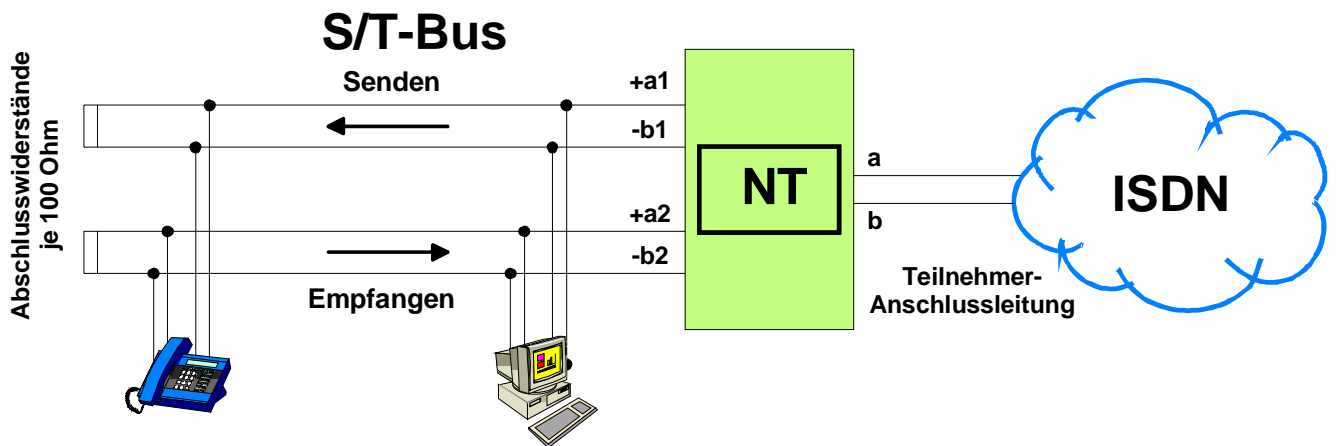 S/T-Bus
Abschlusswiderstände
je 100 Ohm
Senden
+a1
-b1
+a2
-b2
Empfangen
NT
a
b
Teilnehmer-
Anschlussleitung
ISDN